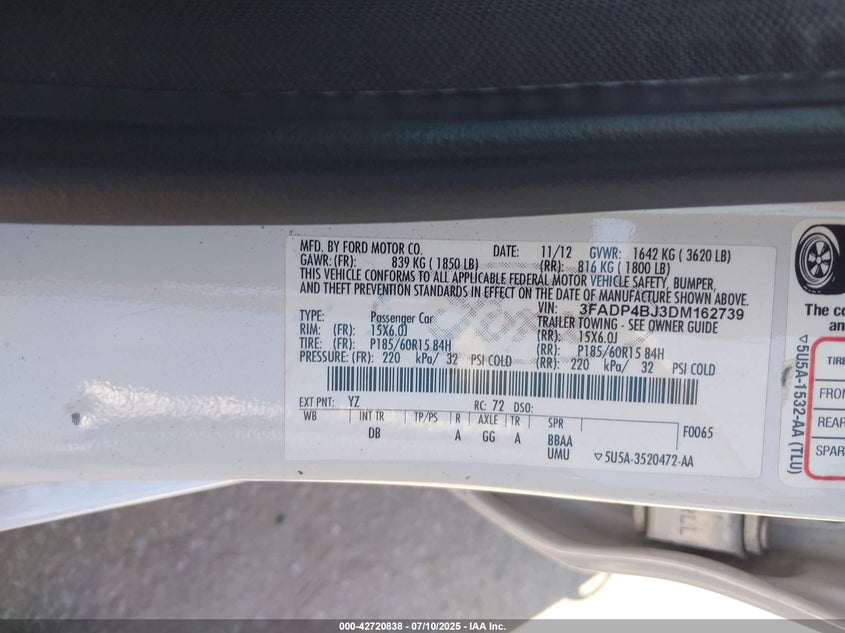 MFD. BY FORD MOTOR CO. DATE: 11/12 GVWR: 1642 KG ( 3620 LB)
GAWR: (FR): 839 KG ( 1850 LB) (RR): 816 KG ( 1800 LB)
THIS VEHICLE CONFORMS TO ALL APPLICABLE FEDERAL MOTOR VEHICLE SAFETY, BUMPER,
AND THEFT PREVENTION STANDARDS IN EFFECT ON THE DATE OF MANUFACTURE SHOWN ABOVE.
VIN: 3FADP4BJ3DM162739
TYPE: Passenger Car TRAILER TOWING - SEE OWNER GUIDE
RIM: (FR): 15X6.0J (RR): 15X6.0J
TIRE: (FR): P185/60R15 84H (RR): P185/60R15 84H
PRESSURE: (FR): 220 kPa/ 32 PSI COLD (RR): 220 kPa/ 32 PSI COLD
EXT PNT: YZ RC: 72 DSO:
WB INT TR TP/PS R AXLE TR SPR F0065
DB A GG A BBAA
UMU ▽5U5A-3520472-AA
▽5U5A-1532-AA (TLU)
The co
an
TIRE
FRON
REAR
SPAR
000-42720838 - 07/10/2025 - IAA Inc.